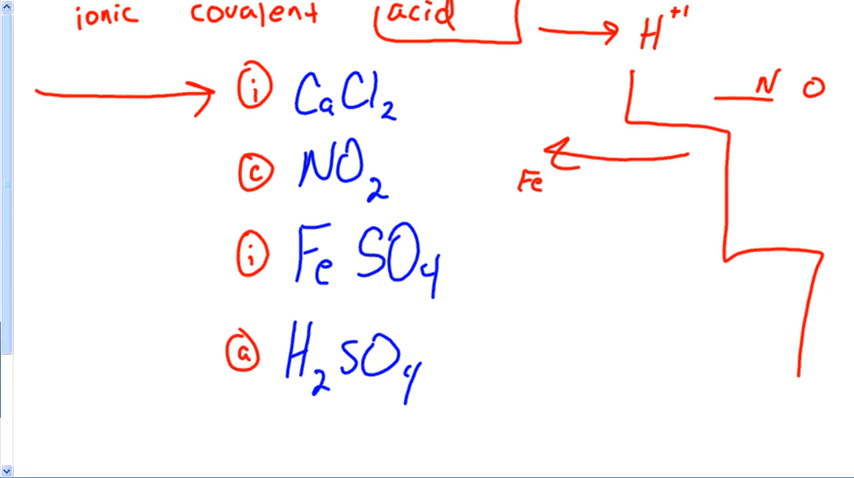 ionic covalent acid → H⁺¹
→ ⓘ CaCl₂
N O
ⓒ NO₂
Fe
ⓘ FeSO₄
ⓐ H₂SO₄